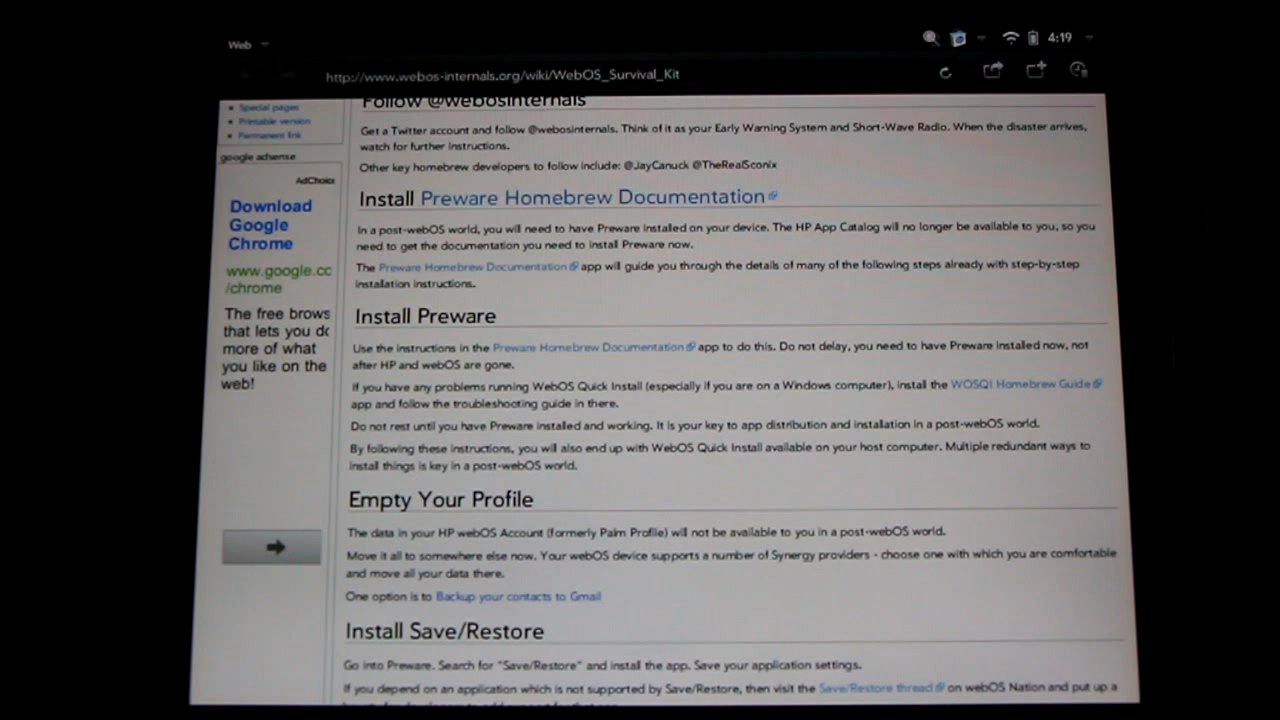 Web
4:19
http://www.webos-internals.org/wiki/WebOS_Survival_Kit
Special pages
Printable version
Permanent link
google adsense
AdChoices
Download
Google
Chrome
www.google.cc
/chrome
The free brows
that lets you dc
more of what
you like on the
web!
Follow @webosinternals
Get a Twitter account and follow @webosinternals. Think of it as your Early Warning System and Short-Wave Radio. When the disaster arrives,
watch for further instructions.
Other key homebrew developers to follow include: @JayCanuck @TheRealSconix
Install Preware Homebrew Documentation
In a post-webOS world, you will need to have Preware installed on your device. The HP App Catalog will no longer be available to you, so you
need to get the documentation you need to install Preware now.
The Preware Homebrew Documentation app will guide you through the details of many of the following steps already with step-by-step
installation instructions.
Install Preware
Use the instructions in the Preware Homebrew Documentation app to do this. Do not delay, you need to have Preware installed now, not
after HP and webOS are gone.
If you have any problems running WebOS Quick Install (especially if you are on a Windows computer), install the WOSQI Homebrew Guide
app and follow the troubleshooting guide in there.
Do not rest until you have Preware installed and working. It is your key to app distribution and installation in a post-webOS world.
By following these instructions, you will also end up with WebOS Quick Install available on your host computer. Multiple redundant ways to
install things is key in a post-webOS world.
Empty Your Profile
The data in your HP webOS Account (formerly Palm Profile) will not be available to you in a post-webOS world.
Move it all to somewhere else now. Your webOS device supports a number of Synergy providers - choose one with which you are comfortable
and move all your data there.
One option is to Backup your contacts to Gmail
Install Save/Restore
Go into Preware. Search for "Save/Restore" and install the app. Save your application settings.
If you depend on an application which is not supported by Save/Restore, then visit the Save/Restore thread on webOS Nation and put up a